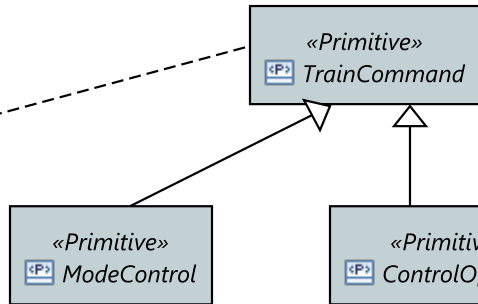 «Primitive»
<P> TrainCommand
«Primitive»
<P> ModeControl
<P>